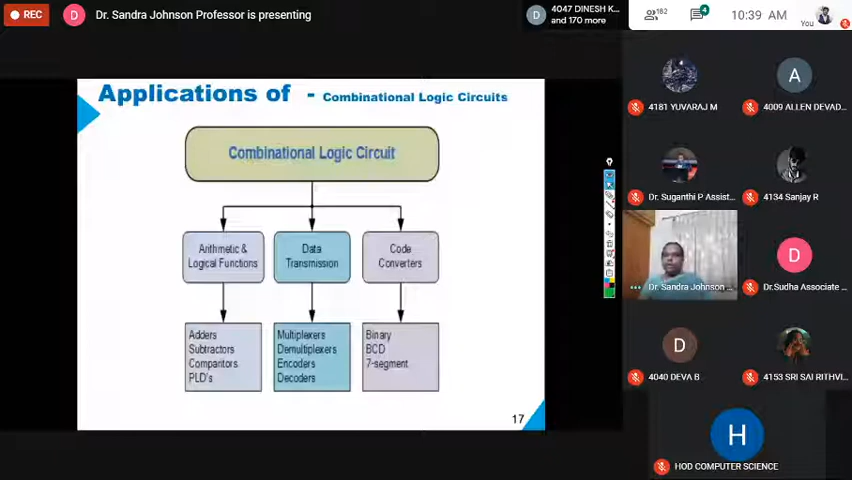 REC
D
Dr. Sandra Johnson Professor is presenting
D
4047 DINESH K...
and 170 more
182
4
10:39 AM
You
Applications of - Combinational Logic Circuits
Combinational Logic Circuit
Arithmetic &
Logical Functions
Data
Transmission
Code
Converters
Adders
Subtractors
Comparitors
PLD's
Multiplexers
Demultiplexers
Encoders
Decoders
Binary
BCD
7-segment
17
4181 YUVARAJ M
A
4009 ALLEN DEVAD...
Dr. Suganthi P Assist...
4134 Sanjay R
Dr. Sandra Johnson ...
D
Dr.Sudha Associate ...
D
4040 DEVA B
4153 SRI SAI RITHVI...
H
HOD COMPUTER SCIENCE